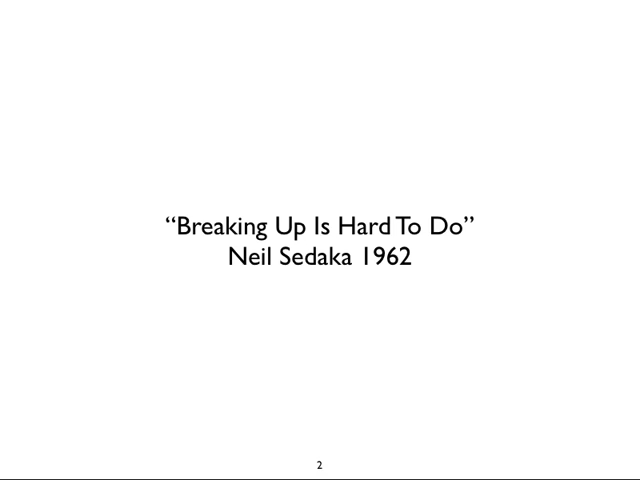 “Breaking Up Is Hard To Do”
Neil Sedaka 1962
2